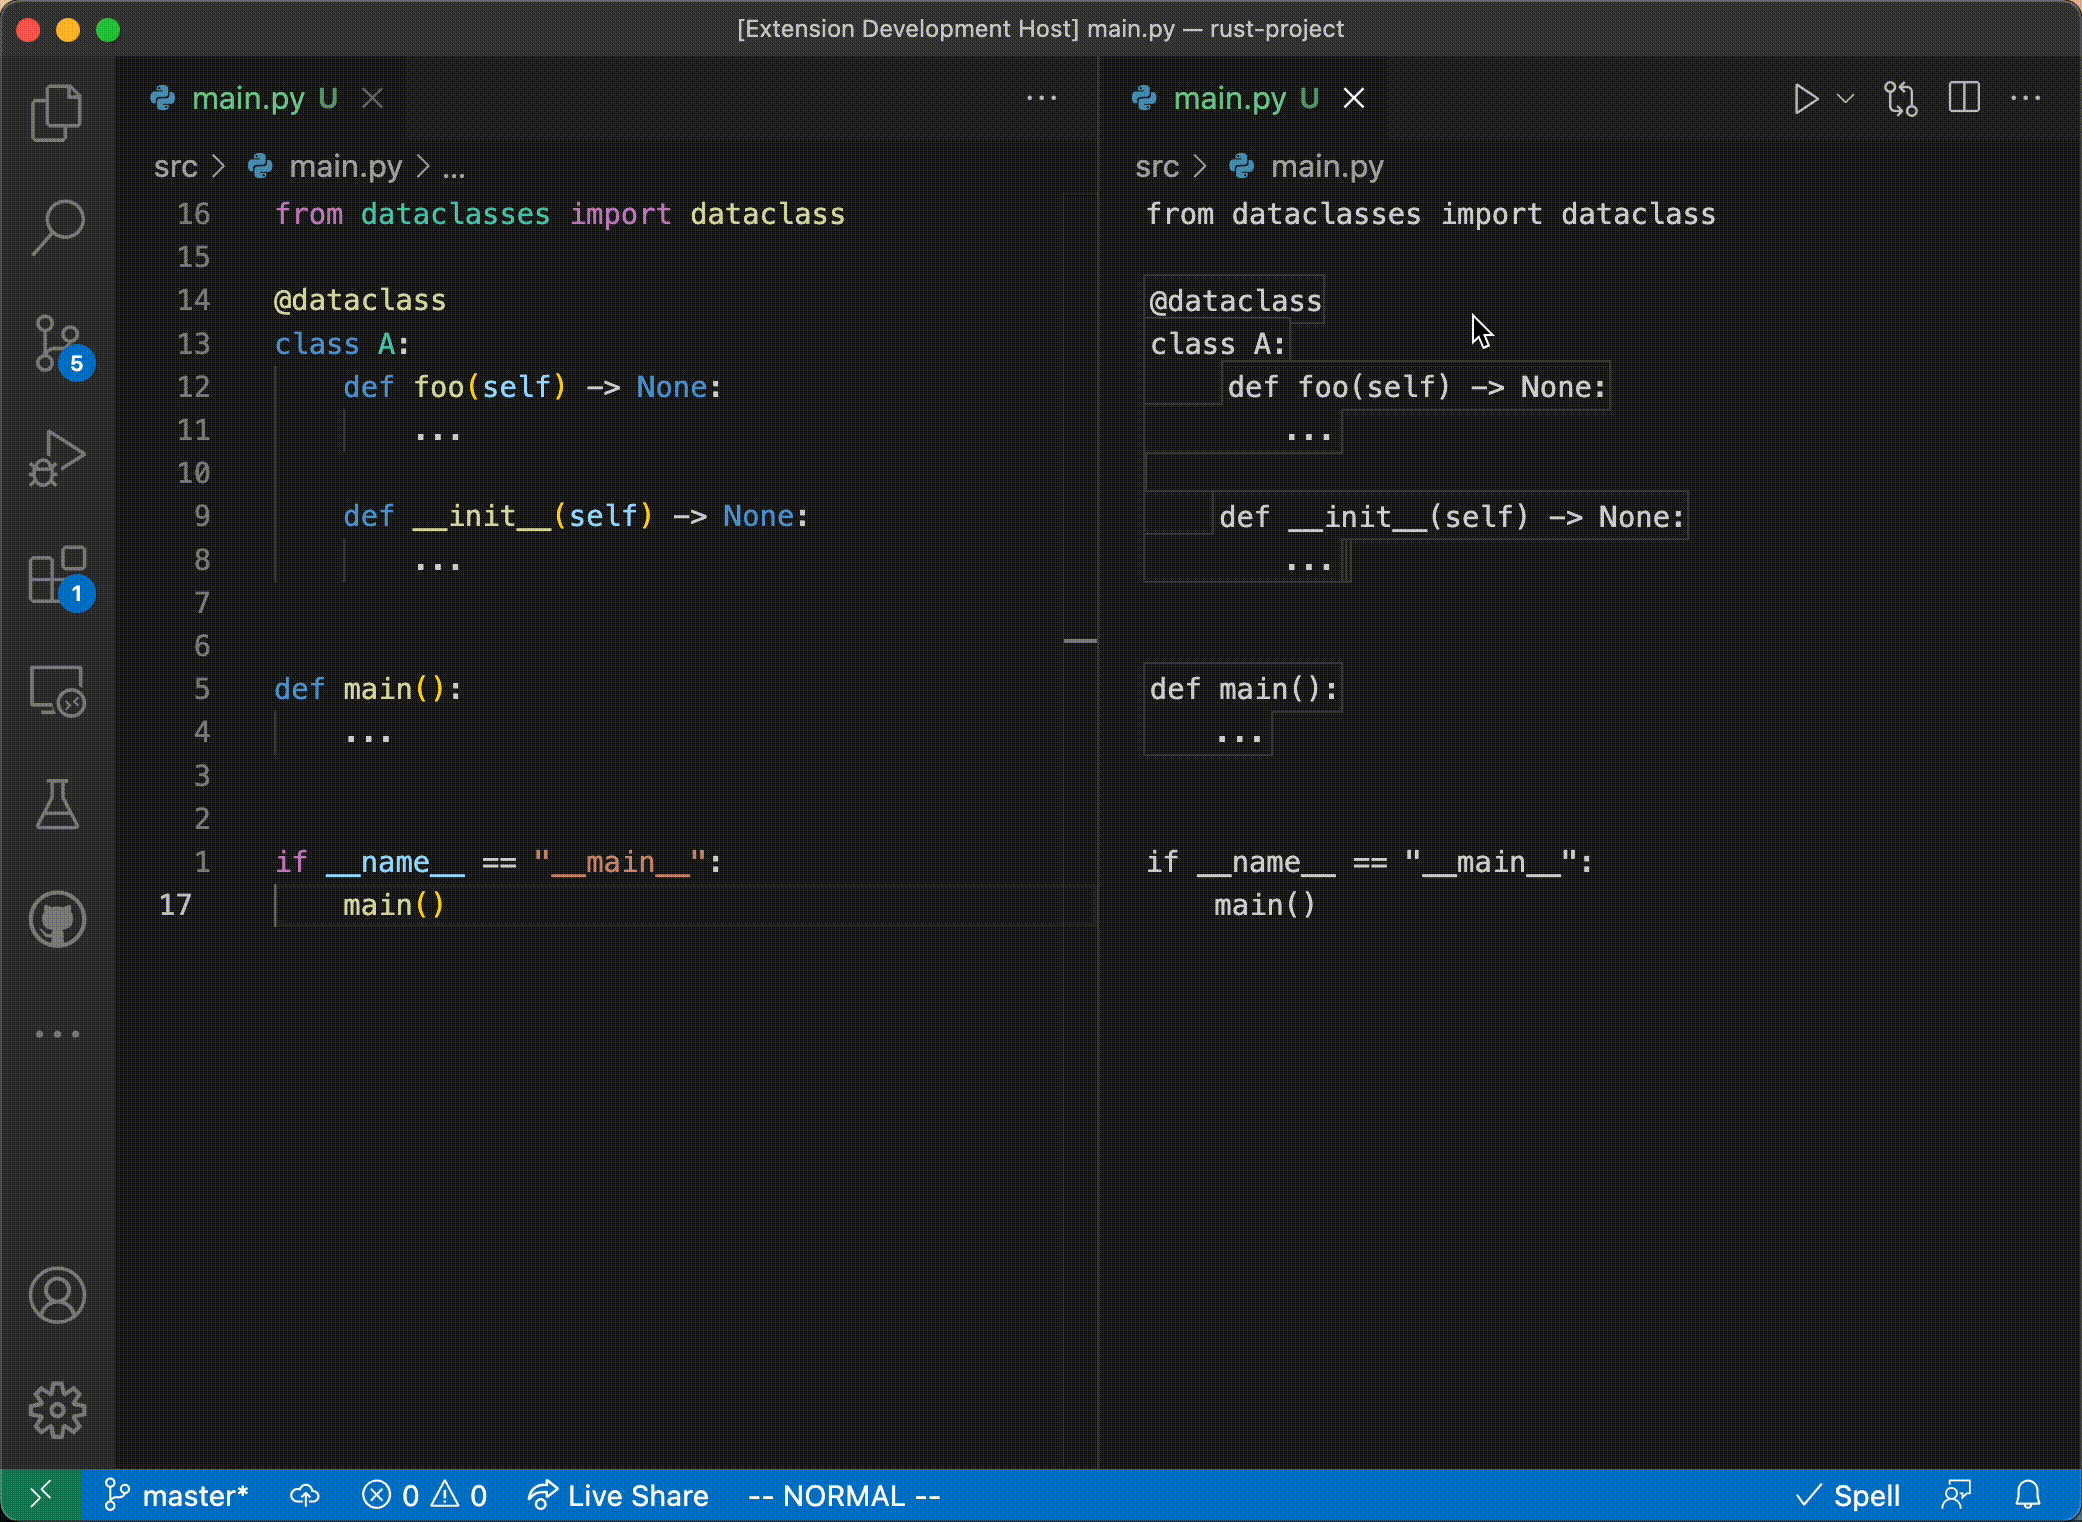 [Extension Development Host] main.py — rust-project
main.py U
src > main.py > ...
16 from dataclasses import dataclass
15
14 @dataclass
13 class A:
12     def foo(self) -> None:
11         ...
10
9     def __init__(self) -> None:
8         ...
7
6
5 def main():
4     ...
3
2
1 if __name__ == "__main__":
17     main()
main.py U
src > main.py
from dataclasses import dataclass
@dataclass
class A:
    def foo(self) -> None:
        ...
    def __init__(self) -> None:
        ...
def main():
    ...
if __name__ == "__main__":
    main()
5
1
master* 0 0 Live Share -- NORMAL -- Spell